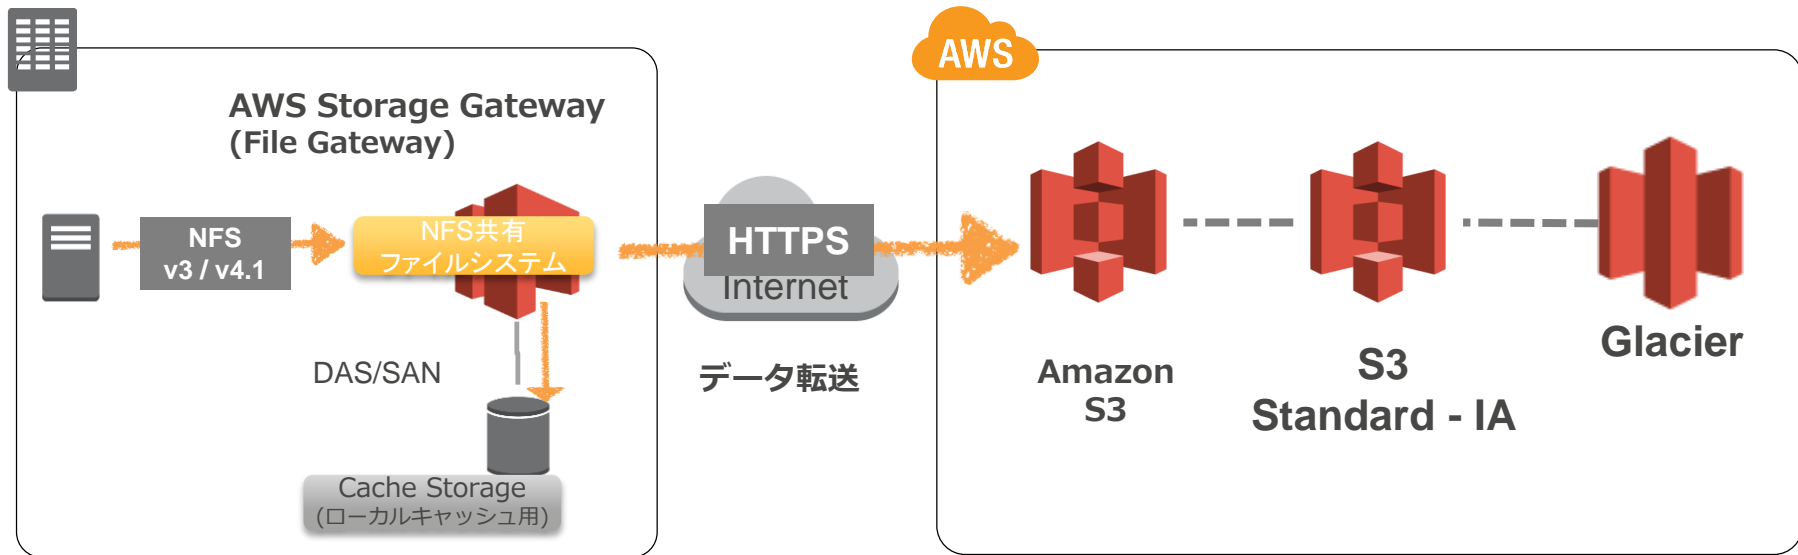 AWS
AWS Storage Gateway
(File Gateway)
NFS
v3 / v4.1
NFS共有
ファイルシステム
HTTPS
Internet
データ転送
DAS/SAN
Cache Storage
(ローカルキャッシュ用)
Amazon
S3
S3
Standard - IA
Glacier